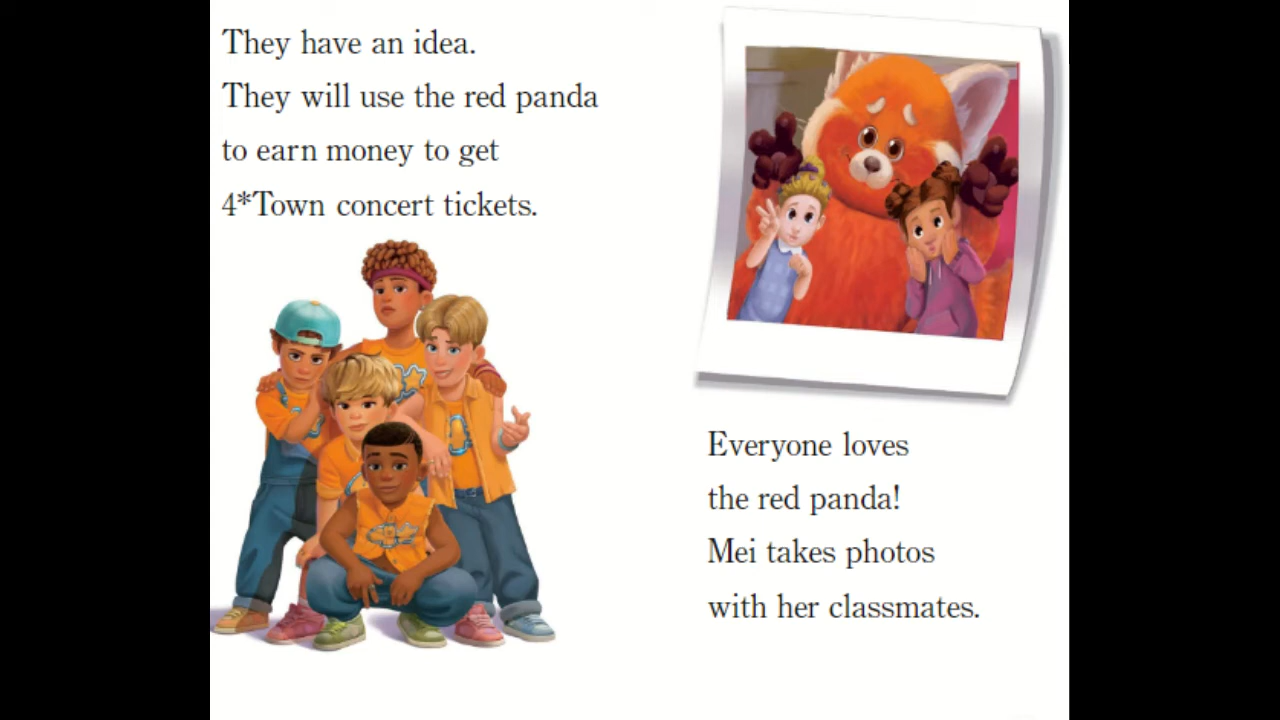 They have an idea.
They will use the red panda
to earn money to get
4*Town concert tickets.
Everyone loves
the red panda!
Mei takes photos
with her classmates.